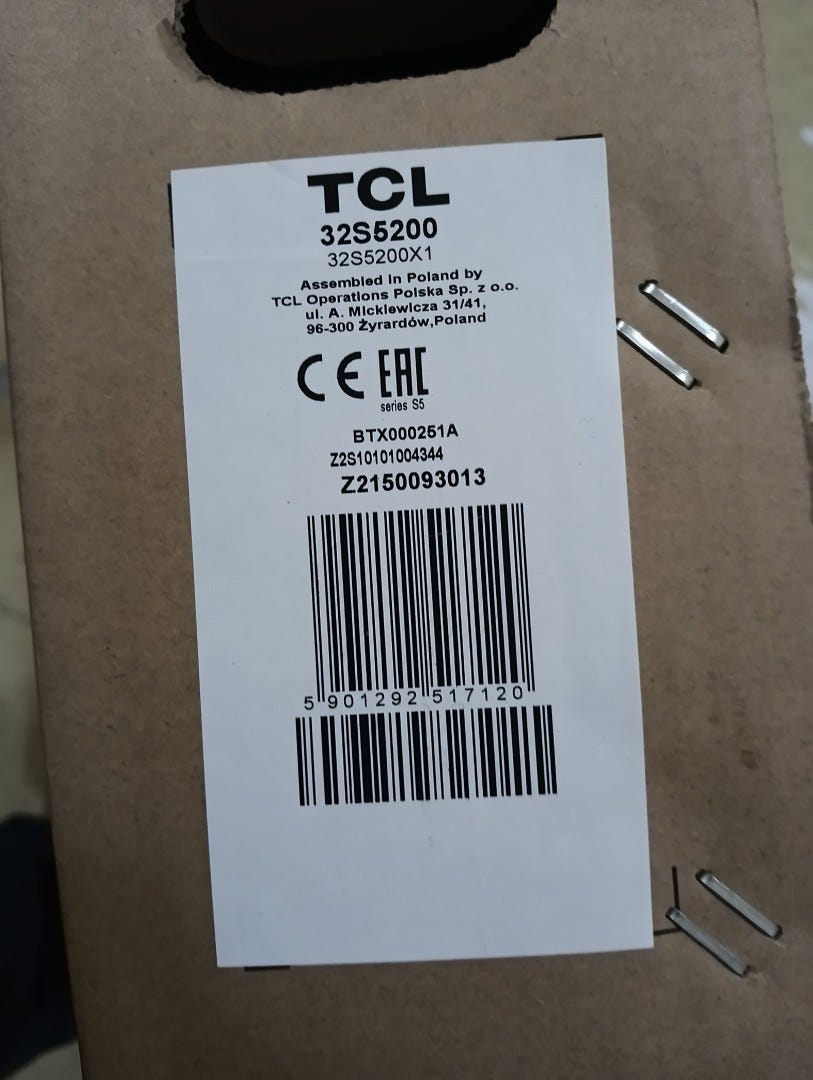 TCL
32S5200
32S5200X1
Assembled in Poland by
TCL Operations Polska Sp. z o.o.
ul. A. Mickiewicza 31/41,
96-300 Żyrardów,Poland
CE EAC
series S5
BTX000251A
Z2S10101004344
Z2150093013
5 901292 517120